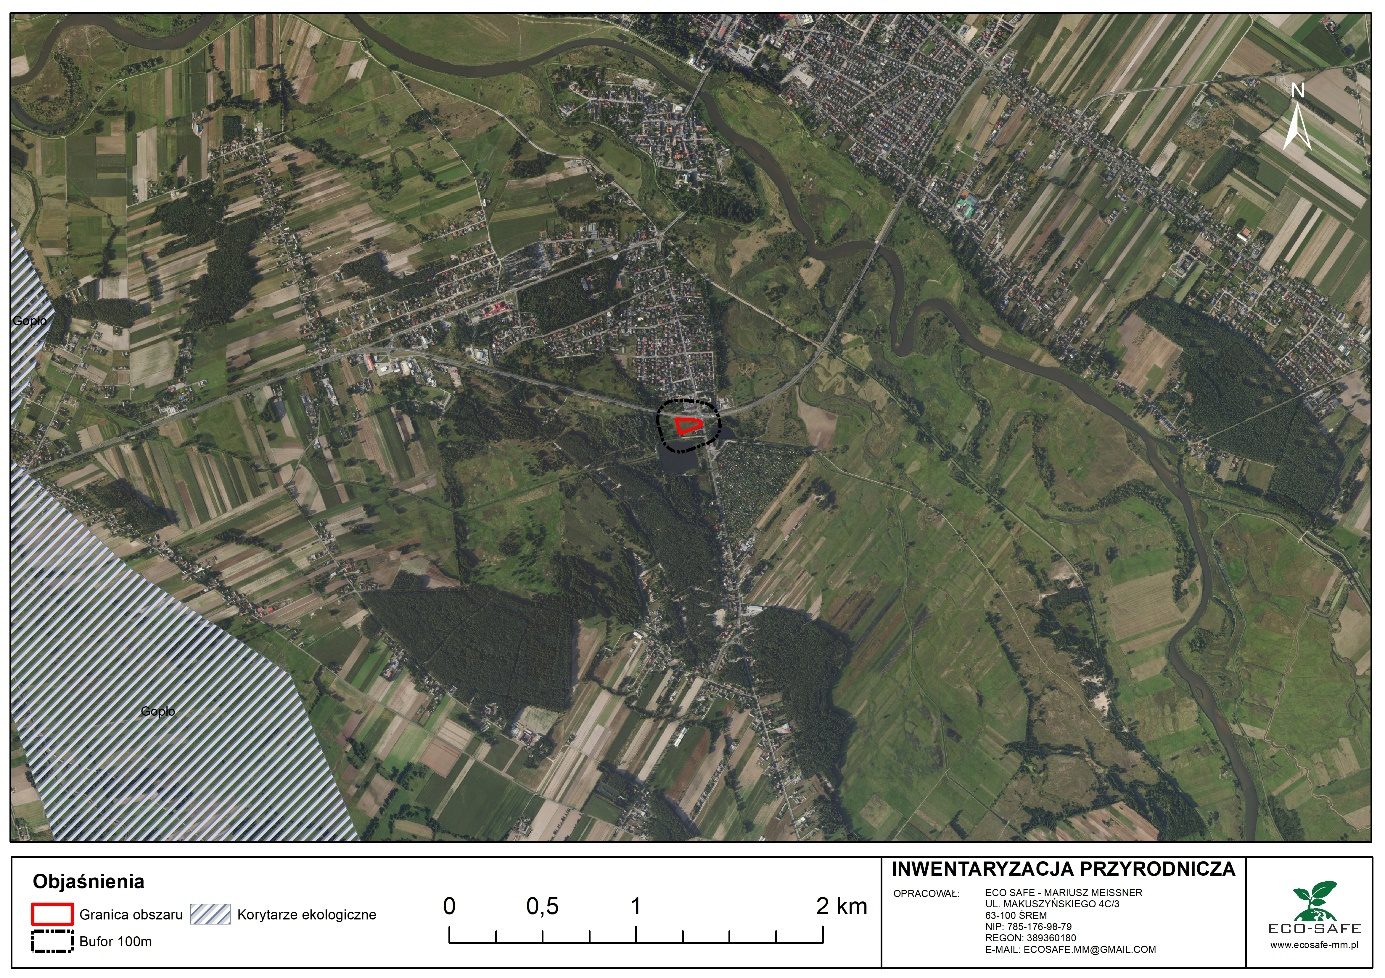 N
Gopło
Gopło
Objaśnienia
Granica obszaru
Korytarze ekologiczne
Bufor 100m
0 0,5 1 2 km
INWENTARYZACJA PRZYRODNICZA
OPRACOWAŁ:
ECO SAFE - MARIUSZ MEISSNER
UL. MAKUSZYŃSKIEGO 4C/3
63-100 ŚREM
NIP: 785-176-98-79
REGON: 389360180
E-MAIL: ECOSAFE.MM@GMAIL.COM
ECO-SAFE
www.ecosafe-mm.pl